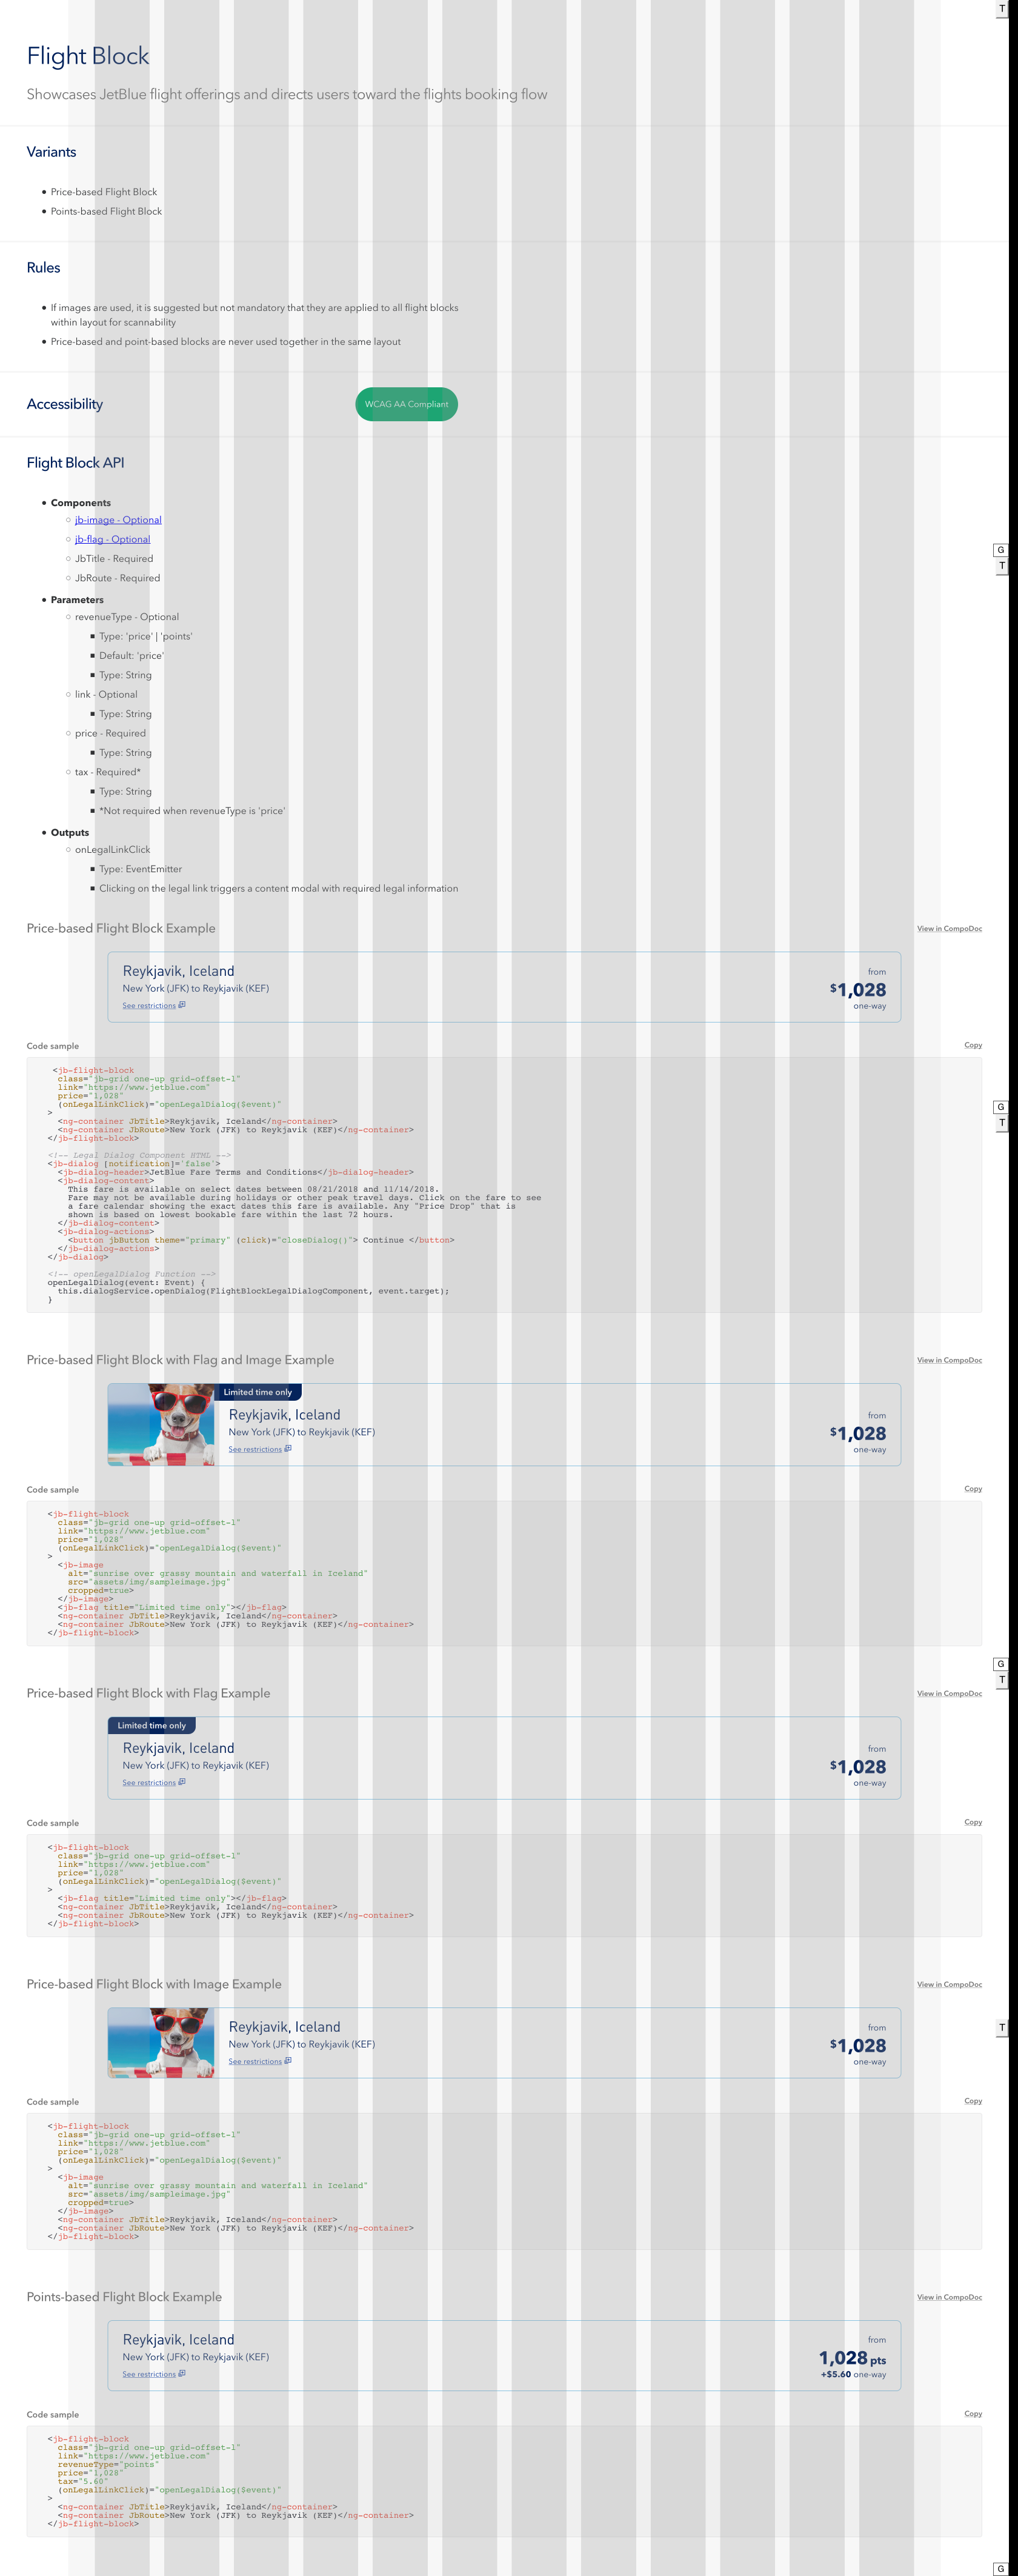 T
Flight Block
Showcases JetBlue flight offerings and directs users toward the flights booking flow
Variants
Price-based Flight Block
Points-based Flight Block
Rules
If images are used, it is suggested but not mandatory that they are applied to all flight blocks
within layout for scannability
Price-based and point-based blocks are never used together in the same layout
Accessibility
WCAG AA Compliant
Flight Block API
Components
jb-image - Optional
jb-flag - Optional
G
JbTitle - Required
T
JbRoute - Required
Parameters
revenueType - Optional
Type: 'price' | 'points'
Default: 'price'
Type: String
link - Optional
Type: String
price - Required
Type: String
tax - Required*
Type: String
*Not required when revenueType is 'price'
Outputs
onLegalLinkClick
Type: EventEmitter
Clicking on the legal link triggers a content modal with required legal information
Price-based Flight Block Example
View in CompoDoc
Reykjavik, Iceland
New York (JFK) to Reykjavik (KEF)
See restrictions
from
$1,028
one-way
Code sample
Copy
<jb-flight-block
class="jb-grid one-up grid-offset-1"
link="https://www.jetblue.com"
price="1,028"
(onLegalLinkClick)="openLegalDialog($event)"
>
<ng-container JbTitle>Reykjavik, Iceland</ng-container>
<ng-container JbRoute>New York (JFK) to Reykjavik (KEF)</ng-container>
</jb-flight-block>
G
T
<!-- Legal Dialog Component HTML -->
<jb-dialog [notification]='false'>
<jb-dialog-header>JetBlue Fare Terms and Conditions</jb-dialog-header>
<jb-dialog-content>
This fare is available on select dates between 08/21/2018 and 11/14/2018.
Fare may not be available during holidays or other peak travel days. Click on the fare to see
a fare calendar showing the exact dates this fare is available. Any "Price Drop" that is
shown is based on lowest bookable fare within the last 72 hours.
</jb-dialog-content>
<jb-dialog-actions>
<button jbButton theme="primary" (click)="closeDialog()"> Continue </button>
</jb-dialog-actions>
</jb-dialog>
<!-- openLegalDialog Function -->
openLegalDialog(event: Event) {
this.dialogService.openDialog(FlightBlockLegalDialogComponent, event.target);
}
Price-based Flight Block with Flag and Image Example
View in CompoDoc
Limited time only
Reykjavik, Iceland
New York (JFK) to Reykjavik (KEF)
See restrictions
from
$1,028
one-way
Code sample
Copy
<jb-flight-block
class="jb-grid one-up grid-offset-1"
link="https://www.jetblue.com"
price="1,028"
(onLegalLinkClick)="openLegalDialog($event)"
>
<jb-image
alt="sunrise over grassy mountain and waterfall in Iceland"
src="assets/img/sampleimage.jpg"
cropped=true>
</jb-image>
<jb-flag title="Limited time only"></jb-flag>
<ng-container JbTitle>Reykjavik, Iceland</ng-container>
<ng-container JbRoute>New York (JFK) to Reykjavik (KEF)</ng-container>
</jb-flight-block>
G
T
Price-based Flight Block with Flag Example
View in CompoDoc
Limited time only
Reykjavik, Iceland
New York (JFK) to Reykjavik (KEF)
See restrictions
from
$1,028
one-way
Code sample
Copy
<jb-flight-block
class="jb-grid one-up grid-offset-1"
link="https://www.jetblue.com"
price="1,028"
(onLegalLinkClick)="openLegalDialog($event)"
>
<jb-flag title="Limited time only"></jb-flag>
<ng-container JbTitle>Reykjavik, Iceland</ng-container>
<ng-container JbRoute>New York (JFK) to Reykjavik (KEF)</ng-container>
</jb-flight-block>
Price-based Flight Block with Image Example
View in CompoDoc
Reykjavik, Iceland
New York (JFK) to Reykjavik (KEF)
See restrictions
from
$1,028
one-way
T
Code sample
Copy
<jb-flight-block
class="jb-grid one-up grid-offset-1"
link="https://www.jetblue.com"
price="1,028"
(onLegalLinkClick)="openLegalDialog($event)"
>
<jb-image
alt="sunrise over grassy mountain and waterfall in Iceland"
src="assets/img/sampleimage.jpg"
cropped=true>
</jb-image>
<ng-container JbTitle>Reykjavik, Iceland</ng-container>
<ng-container JbRoute>New York (JFK) to Reykjavik (KEF)</ng-container>
</jb-flight-block>
Points-based Flight Block Example
View in CompoDoc
Reykjavik, Iceland
New York (JFK) to Reykjavik (KEF)
See restrictions
from
1,028 pts
+$5.60 one-way
Code sample
Copy
<jb-flight-block
class="jb-grid one-up grid-offset-1"
link="https://www.jetblue.com"
revenueType="points"
price="1,028"
tax="5.60"
(onLegalLinkClick)="openLegalDialog($event)"
>
<ng-container JbTitle>Reykjavik, Iceland</ng-container>
<ng-container JbRoute>New York (JFK) to Reykjavik (KEF)</ng-container>
</jb-flight-block>
G